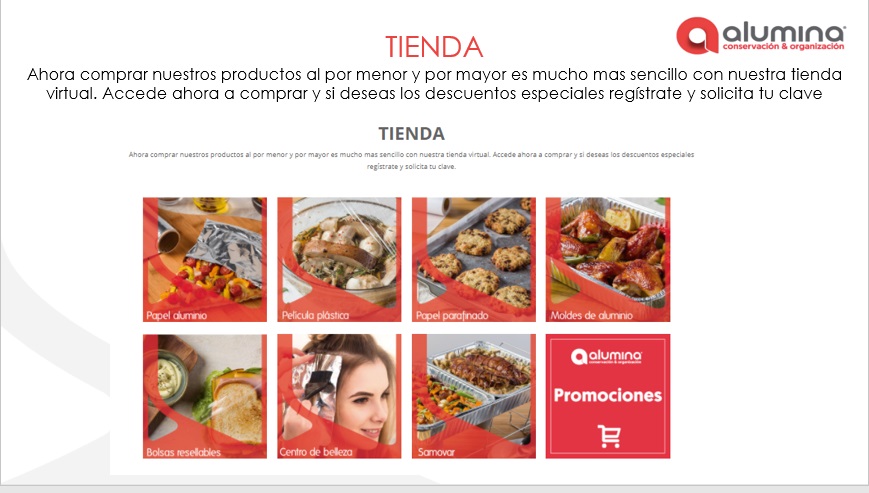 alumina
conservación & organización
TIENDA
Ahora comprar nuestros productos al por menor y por mayor es mucho mas sencillo con nuestra tienda
virtual. Accede ahora a comprar y si deseas los descuentos especiales regístrate y solicita tu clave
TIENDA
Ahora comprar nuestros productos al por menor y por mayor es mucho mas sencillo con nuestra tienda virtual. Accede ahora a comprar y si deseas los descuentos especiales
regístrate y solicita tu clave.
Papel aluminio
Película plástica
Papel parafinado
Moldes de aluminio
Bolsas resellables
Centro de belleza
Samovar
alumina
conservación & organización
Promociones